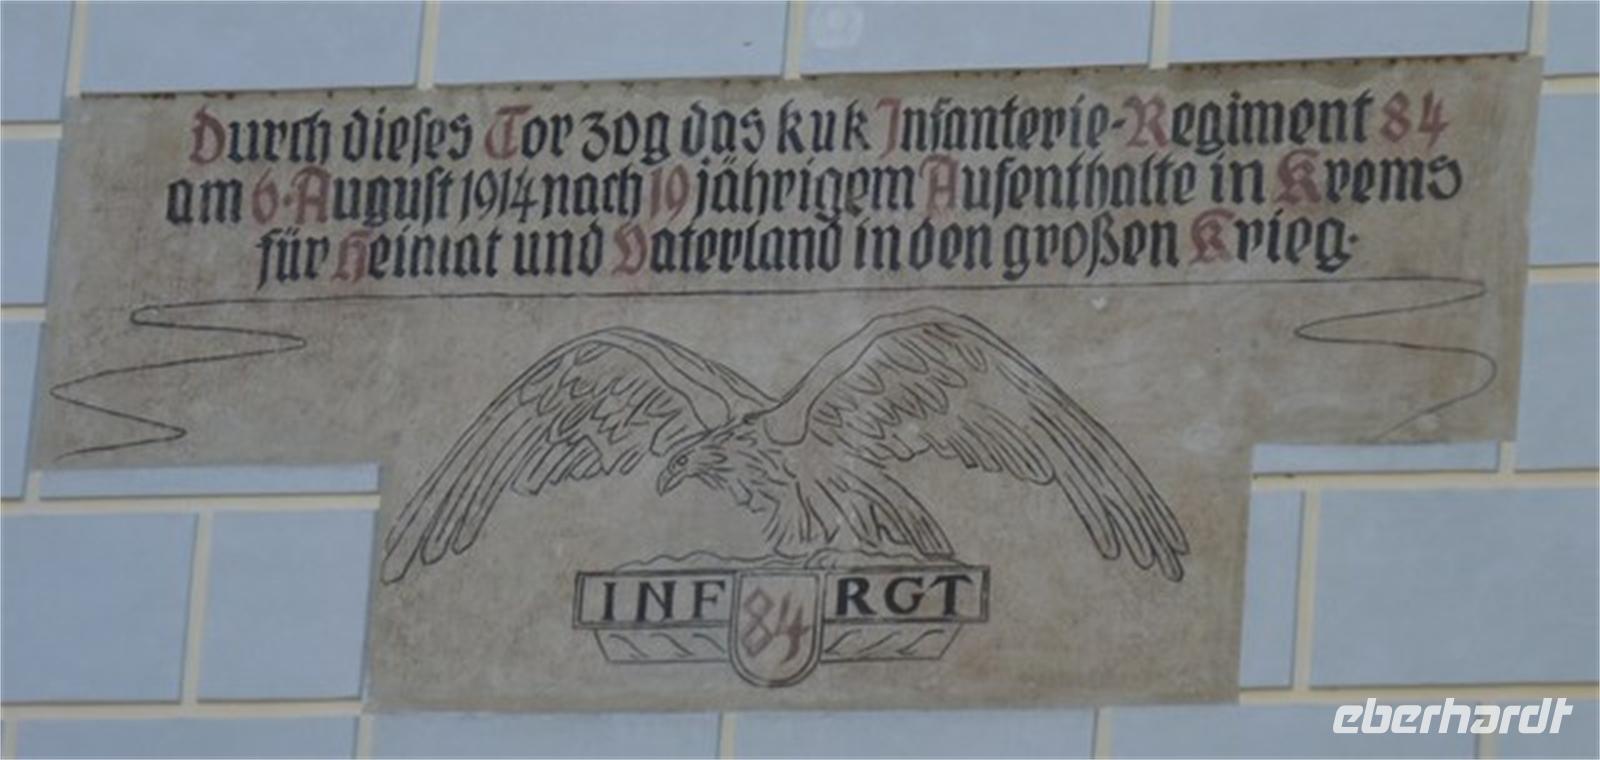 Durch dieses Tor zog das kuk Infanterie-Regiment 84
am 6. August 1914 nach 19 jährigem Aufenthalte in Krems
für Heimat und Vaterland in den großen Krieg.
INF 84 RGT
eberhardt